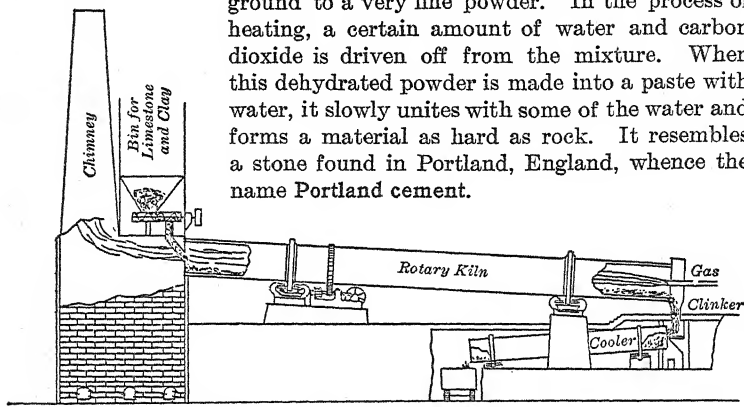 ground to a very fine powder. In the process of
heating, a certain amount of water and carbon
dioxide is driven off from the mixture. When
this dehydrated powder is made into a paste with
water, it slowly unites with some of the water and
forms a material as hard as rock. It resembles
a stone found in Portland, England, whence the
name Portland cement.
Chimney
Bin for
Limestone
and Clay
Rotary Kiln
Gas
Clinker
Cooler